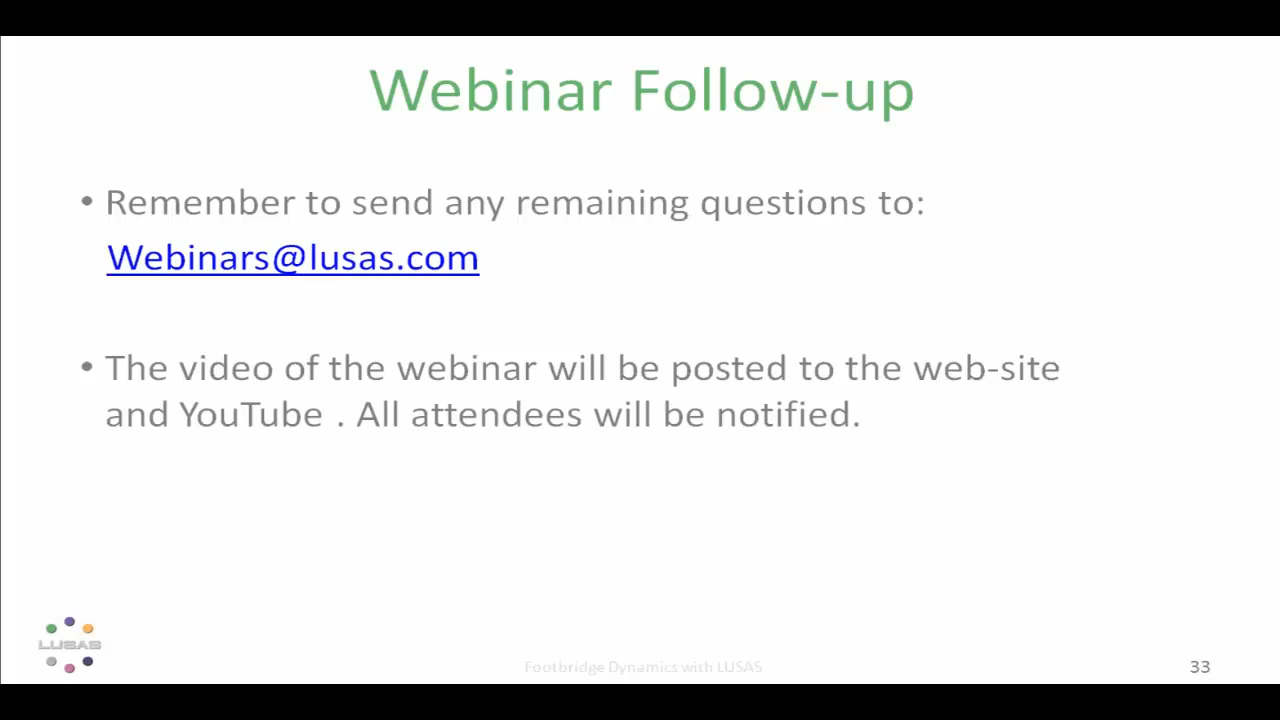 Webinar Follow-up
• Remember to send any remaining questions to:
Webinars@lusas.com
• The video of the webinar will be posted to the web-site
and YouTube . All attendees will be notified.
LUSAS
Footbridge Dynamics with LUSAS
33